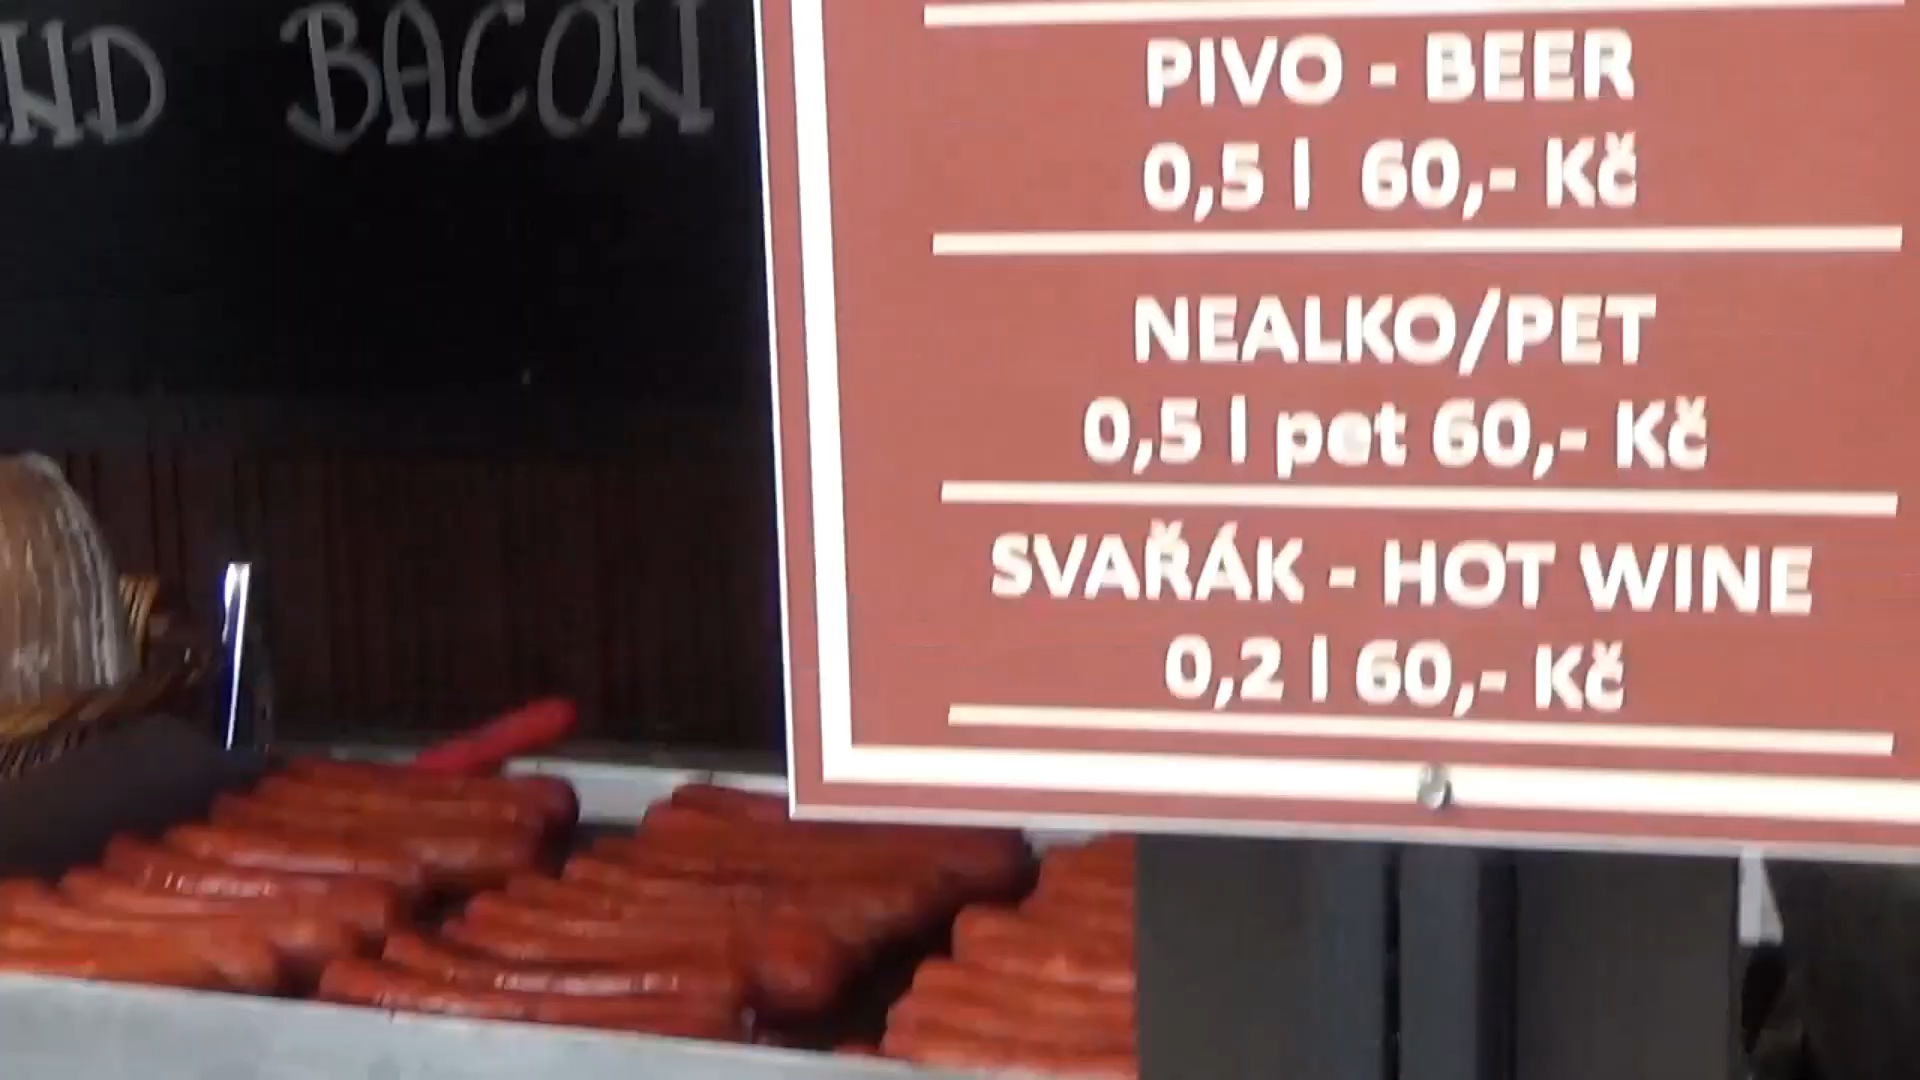 BACON
PIVO - BEER
0,5 l 60,- Kč
NEALKO/PET
0,5 l pet 60,- Kč
SVAŘÁK - HOT WINE
0,2 l 60,- Kč